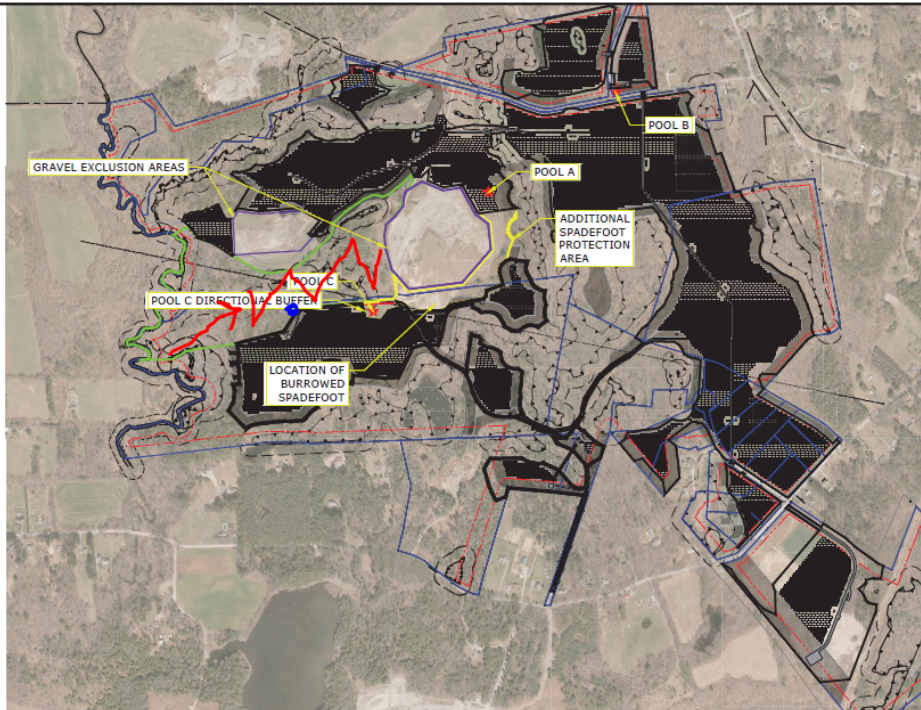 POOL B
GRAVEL EXCLUSION AREAS
POOL A
ADDITIONAL
SPADEFOOT
PROTECTION
AREA
POOL C
POOL C DIRECTIONAL BUFFER
LOCATION OF
BURROWED
SPADEFOOT